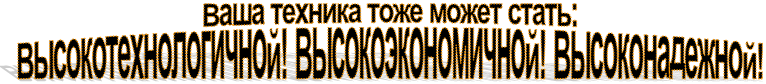 Ваша техника тоже может стать:
Высокотехнологичной! Высокоэкономичной! Высоконадежной!